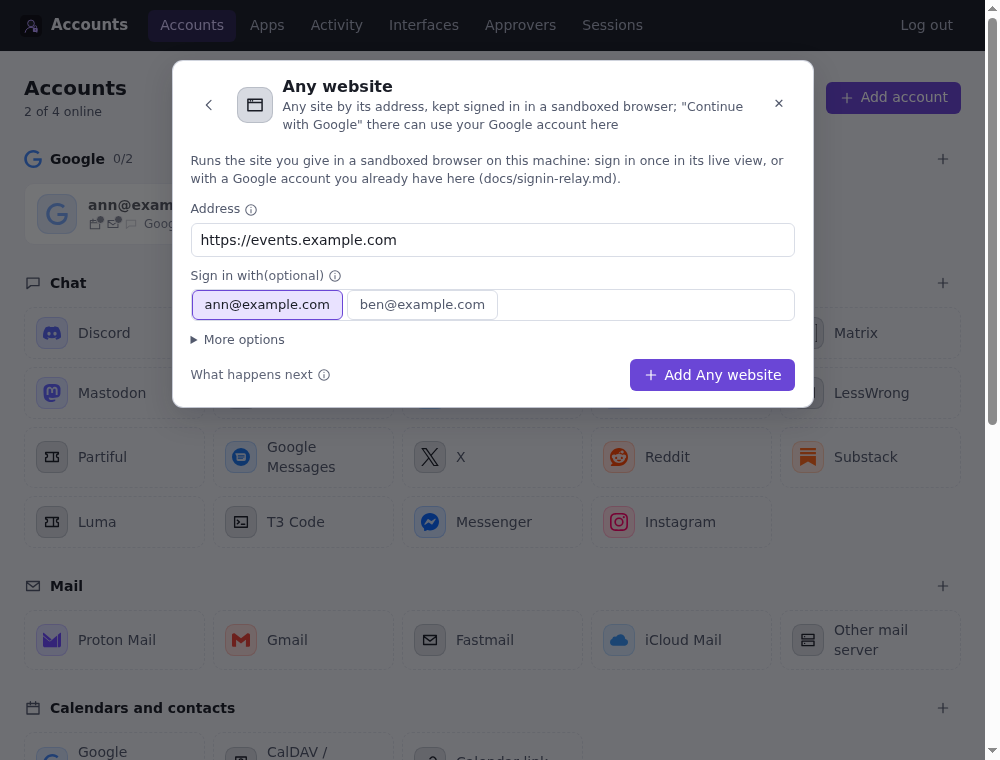 Accounts
Accounts
Apps
Activity
Interfaces
Approvers
Sessions
Log out
Accounts
2 of 4 online
Add account
Any website
Any site by its address, kept signed in in a sandboxed browser; "Continue
with Google" there can use your Google account here
Google 0/2
Runs the site you give in a sandboxed browser on this machine: sign in once in its live view, or
with a Google account you already have here (docs/signin-relay.md).
ann@exam
Goog
Address
https://events.example.com
Sign in with(optional)
ann@example.com
ben@example.com
More options
What happens next
Add Any website
Chat
Discord
Matrix
Mastodon
LessWrong
Partiful
Google
Messages
X
Reddit
Substack
Luma
T3 Code
Messenger
Instagram
Mail
Proton Mail
Gmail
Fastmail
iCloud Mail
Other mail
server
Calendars and contacts
Google
CalDAV /
Calendar link